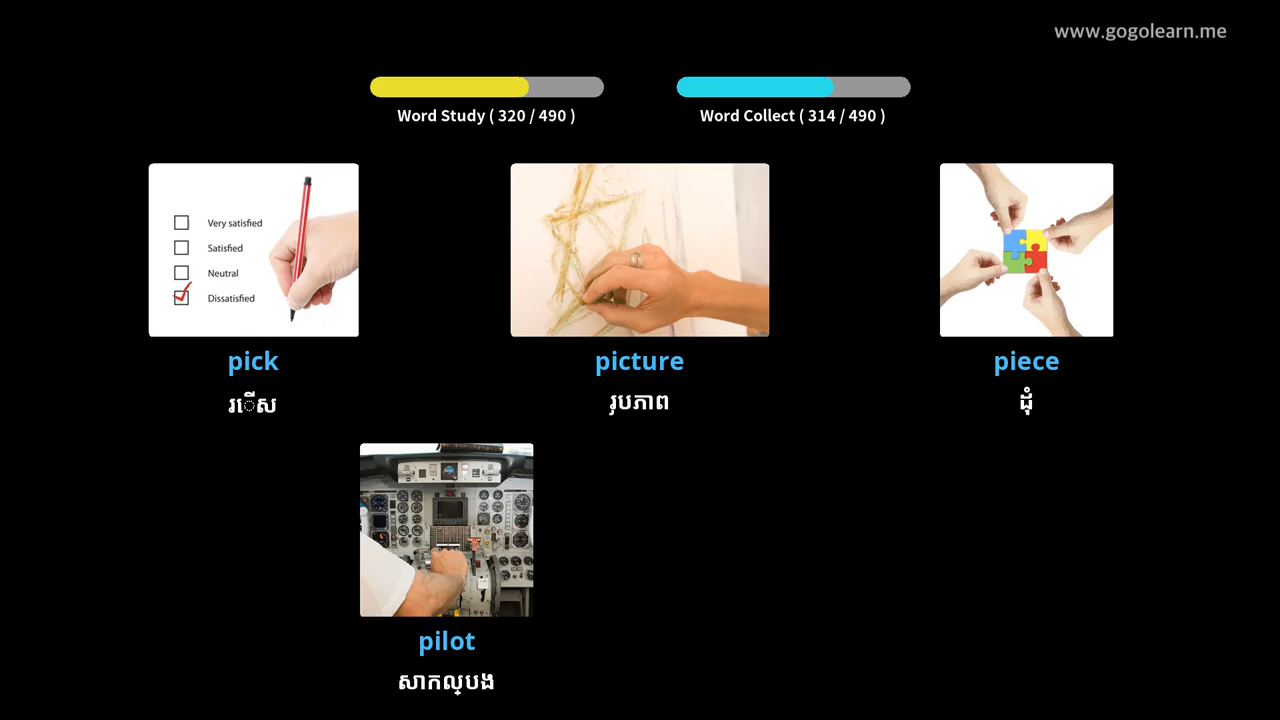 www.gogolearn.me
Word Study ( 320 / 490 )
Word Collect ( 314 / 490 )
Very satisfied
Satisfied
Neutral
Dissatisfied
pick
picture
piece
រើស
រូបភាព
ដុំ
pilot
សាកល្បង